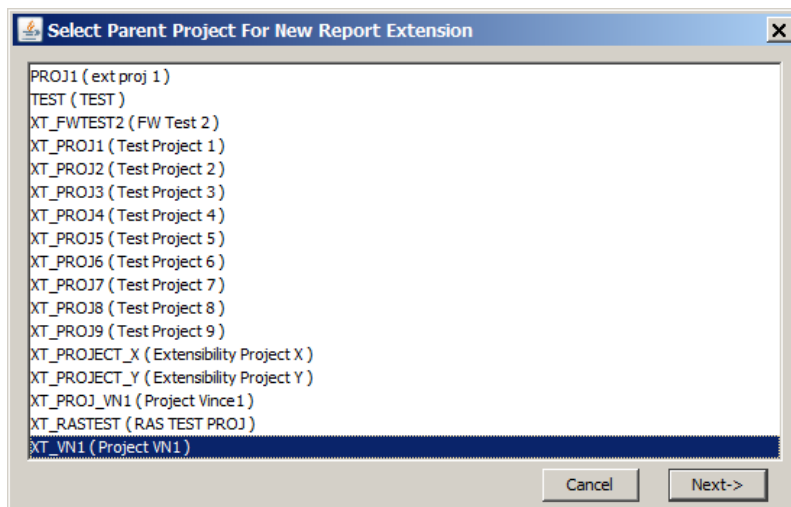 Select Parent Project For New Report Extension
PROJ1 ( ext proj 1 )
TEST ( TEST )
XT_FWTEST2 ( FW Test 2 )
XT_PROJ1 ( Test Project 1 )
XT_PROJ2 ( Test Project 2 )
XT_PROJ3 ( Test Project 3 )
XT_PROJ4 ( Test Project 4 )
XT_PROJ5 ( Test Project 5 )
XT_PROJ6 ( Test Project 6 )
XT_PROJ7 ( Test Project 7 )
XT_PROJ8 ( Test Project 8 )
XT_PROJ9 ( Test Project 9 )
XT_PROJECT_X ( Extensibility Project X )
XT_PROJECT_Y ( Extensibility Project Y )
XT_PROJ_VN1 ( Project Vince1 )
XT_RASTEST ( RAS TEST PROJ )
XT_VN1 ( Project VN1 )
Cancel Next->